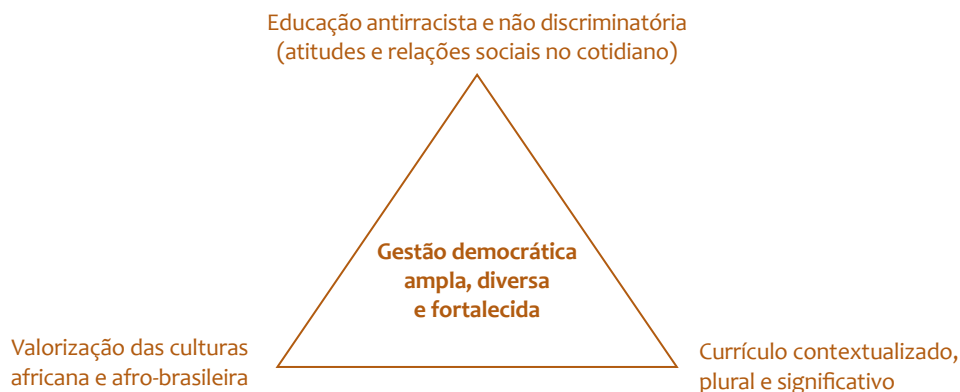 Educação antirracista e não discriminatória
(atitudes e relações sociais no cotidiano)
Gestão democrática
ampla, diversa
e fortalecida
Valorização das culturas
africana e afro-brasileira
Currículo contextualizado,
plural e significativo